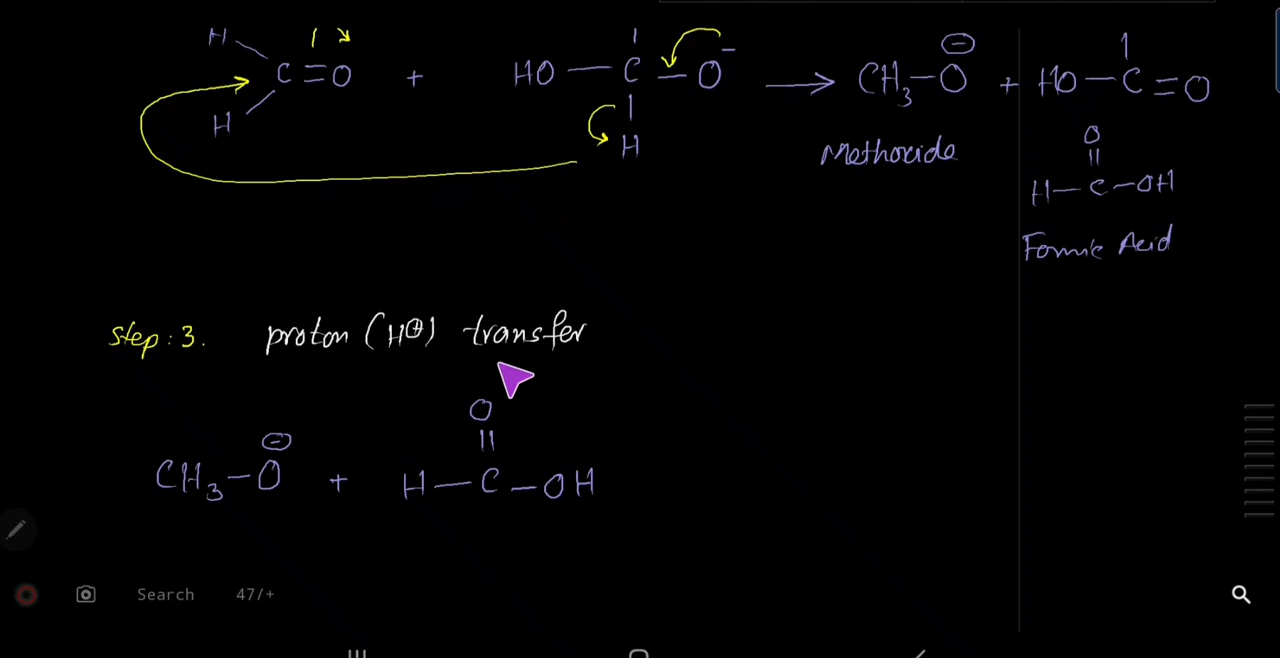 H
C=O + HO—C—O⁻ ⟶ CH₃—O⊖ + HO—C=O
H
H
Methoxide
O
H—C—OH
Formic Acid
step: 3. proton (H⊕) transfer
O
CH₃—O⊖ + H—C—OH
Search 47/+